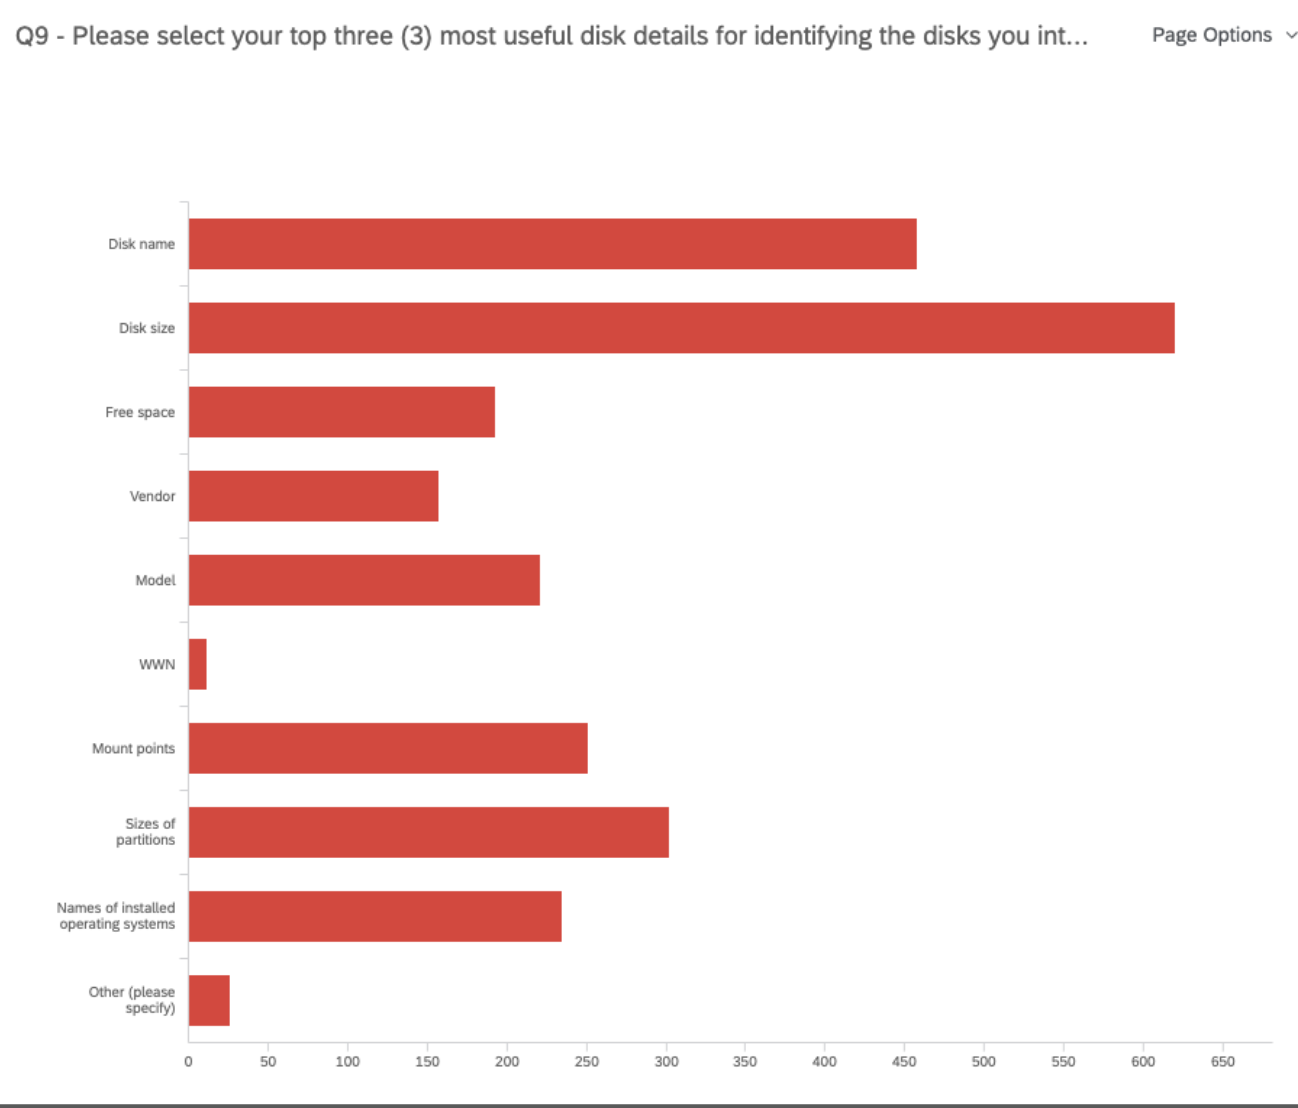 Q9 - Please select your top three (3) most useful disk details for identifying the disks you int...
Page Options
Disk name
Disk size
Free space
Vendor
Model
WWN
Mount points
Sizes of
partitions
Names of installed
operating systems
Other (please
specify)
0 50 100 150 200 250 300 350 400 450 500 550 600 650